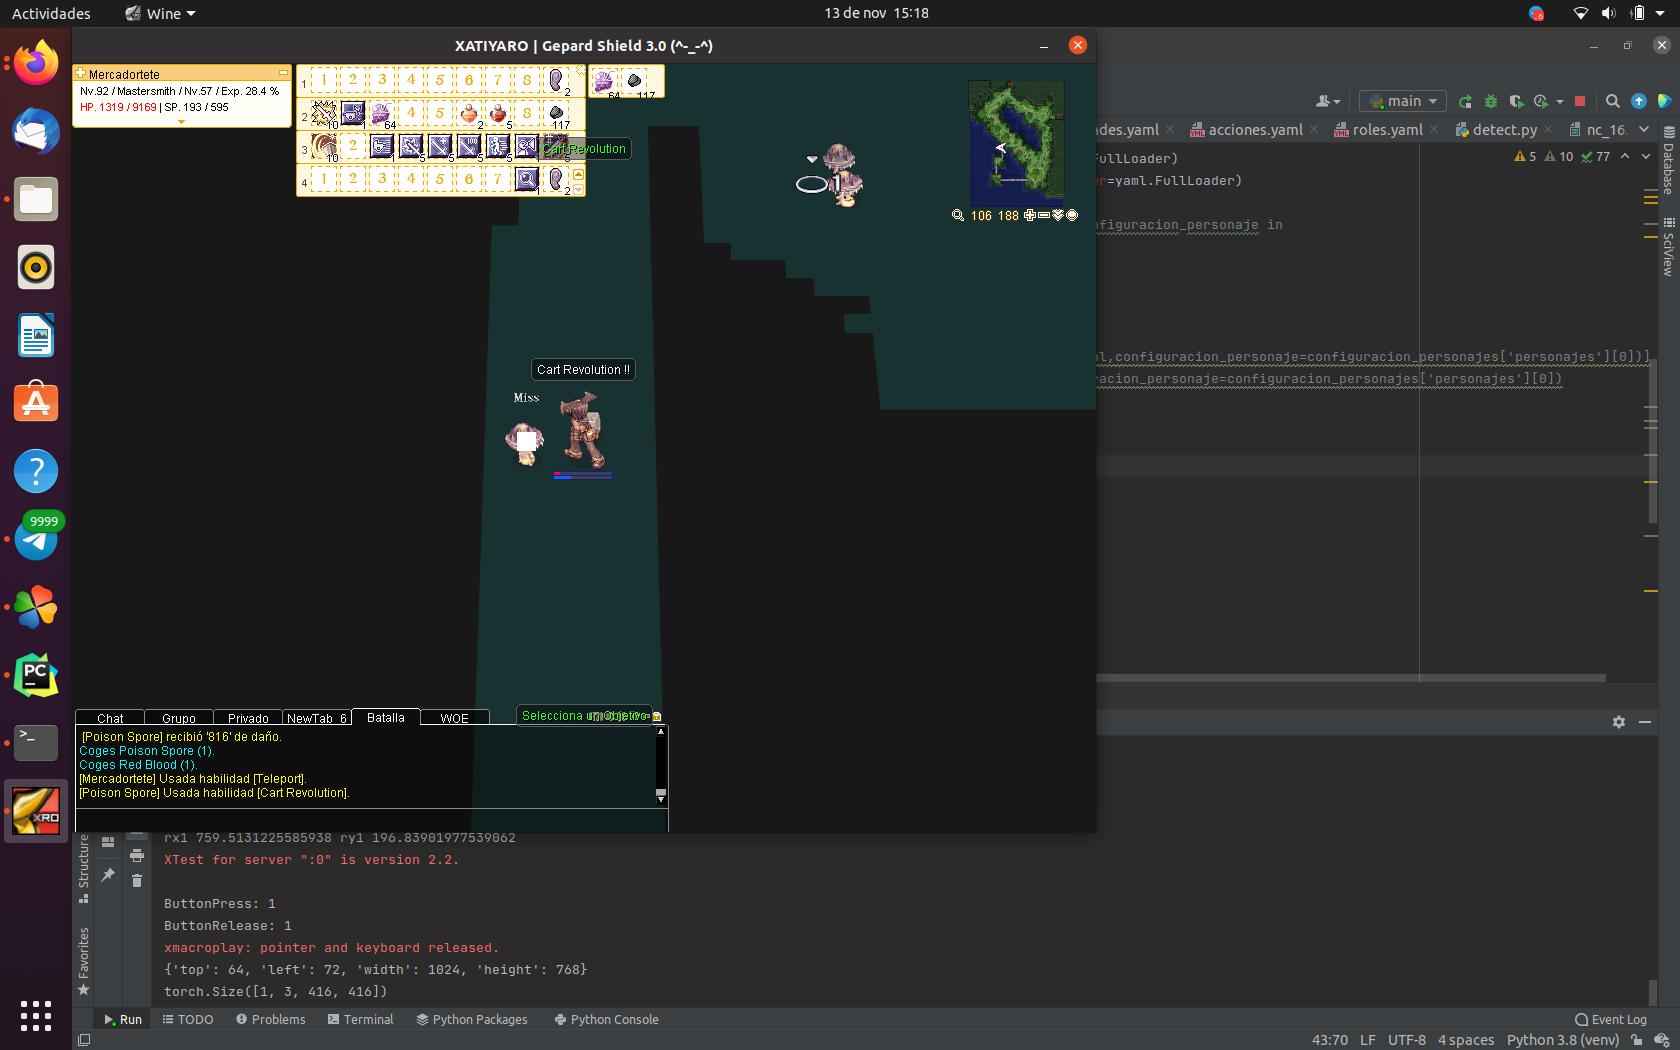 Actividades
Wine
13 de nov 15:18
XATIYARO | Gepard Shield 3.0 (^-_-^)
Mercadortete
Nv.92 / Mastersmith / Nv.57 / Exp. 28.4 %
HP. 1319 / 9169 | SP. 193 / 595
1 1 2 3 4 5 6 7 8 2
64 117
2 10 64 4 5 2 5 8 117
3 10 2 1 5 5 5 5 5
Cart Revolution
4 1 2 3 4 5 6 7 1 2
1
106 188
Cart Revolution !!
Miss
9999
PC
XRO
main
ades.yaml
acciones.yaml
roles.yaml
detect.py
nc_16.
FullLoader)
5 10 77
er=yaml.FullLoader)
nfiguracion_personaje in
al,configuracion_personaje=configuracion_personajes['personajes'][0])]
racion_personaje=configuracion_personajes['personajes'][0])
Database
SciView
Chat
Grupo
Privado
NewTab 6
Batalla
WOE
[Poison Spore] recibió '816' de daño.
Coges Poison Spore (1).
Coges Red Blood (1).
[Mercadortete] Usada habilidad [Teleport].
[Poison Spore] Usada habilidad [Cart Revolution].
rx1 759.5131225585938 ry1 196.83901977539062
XTest for server ":0" is version 2.2.
ButtonPress: 1
ButtonRelease: 1
xmacroplay: pointer and keyboard released.
{'top': 64, 'left': 72, 'width': 1024, 'height': 768}
torch.Size([1, 3, 416, 416])
Structure
Favorites
Run
TODO
Problems
Terminal
Python Packages
Python Console
Event Log
43:70 LF UTF-8 4 spaces Python 3.8 (venv)